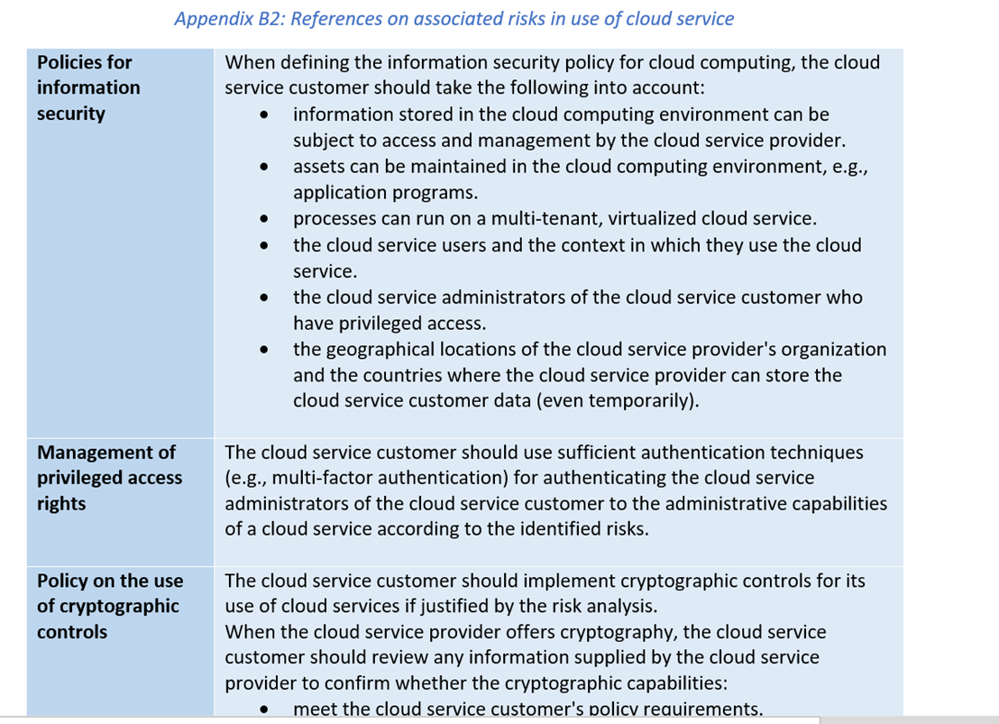 Appendix B2: References on associated risks in use of cloud service
Policies for
information
security
When defining the information security policy for cloud computing, the cloud
service customer should take the following into account:
• information stored in the cloud computing environment can be
subject to access and management by the cloud service provider.
• assets can be maintained in the cloud computing environment, e.g.,
application programs.
• processes can run on a multi-tenant, virtualized cloud service.
• the cloud service users and the context in which they use the cloud
service.
• the cloud service administrators of the cloud service customer who
have privileged access.
• the geographical locations of the cloud service provider's organization
and the countries where the cloud service provider can store the
cloud service customer data (even temporarily).
Management of
privileged access
rights
The cloud service customer should use sufficient authentication techniques
(e.g., multi-factor authentication) for authenticating the cloud service
administrators of the cloud service customer to the administrative capabilities
of a cloud service according to the identified risks.
Policy on the use
of cryptographic
controls
The cloud service customer should implement cryptographic controls for its
use of cloud services if justified by the risk analysis.
When the cloud service provider offers cryptography, the cloud service
customer should review any information supplied by the cloud service
provider to confirm whether the cryptographic capabilities:
• meet the cloud service customer's policy requirements.